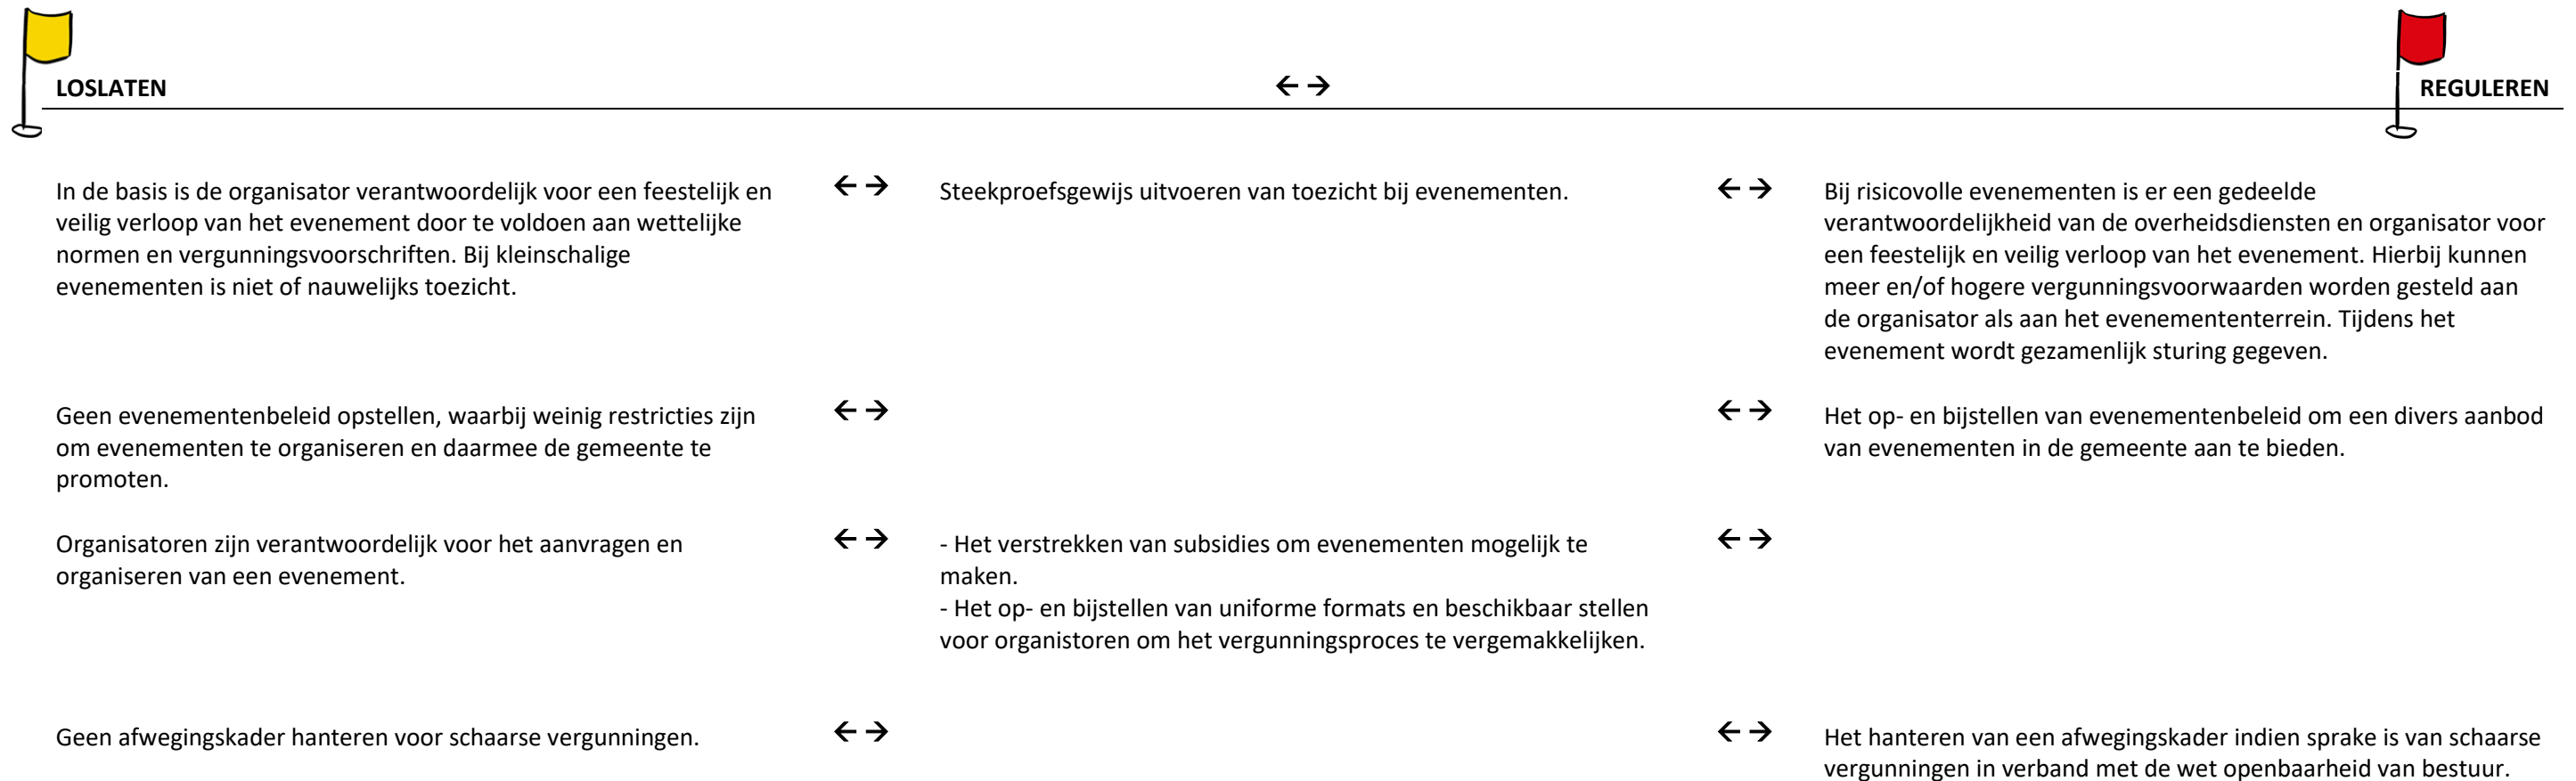 LOSLATEN
← →
REGULEREN
In de basis is de organisator verantwoordelijk voor een feestelijk en
veilig verloop van het evenement door te voldoen aan wettelijke
normen en vergunningsvoorschriften. Bij kleinschalige
evenementen is niet of nauwelijks toezicht.
← →
Steekproefsgewijs uitvoeren van toezicht bij evenementen.
← →
Bij risicovolle evenementen is er een gedeelde
verantwoordelijkheid van de overheidsdiensten en organisator voor
een feestelijk en veilig verloop van het evenement. Hierbij kunnen
meer en/of hogere vergunningsvoorwaarden worden gesteld aan
de organisator als aan het evenemententerrein. Tijdens het
evenement wordt gezamenlijk sturing gegeven.
Geen evenementenbeleid opstellen, waarbij weinig restricties zijn
om evenementen te organiseren en daarmee de gemeente te
promoten.
← →
← →
Het op- en bijstellen van evenementenbeleid om een divers aanbod
van evenementen in de gemeente aan te bieden.
Organisatoren zijn verantwoordelijk voor het aanvragen en
organiseren van een evenement.
← →
- Het verstrekken van subsidies om evenementen mogelijk te
maken.
- Het op- en bijstellen van uniforme formats en beschikbaar stellen
voor organistoren om het vergunningsproces te vergemakkelijken.
← →
Geen afwegingskader hanteren voor schaarse vergunningen.
← →
← →
Het hanteren van een afwegingskader indien sprake is van schaarse
vergunningen in verband met de wet openbaarheid van bestuur.